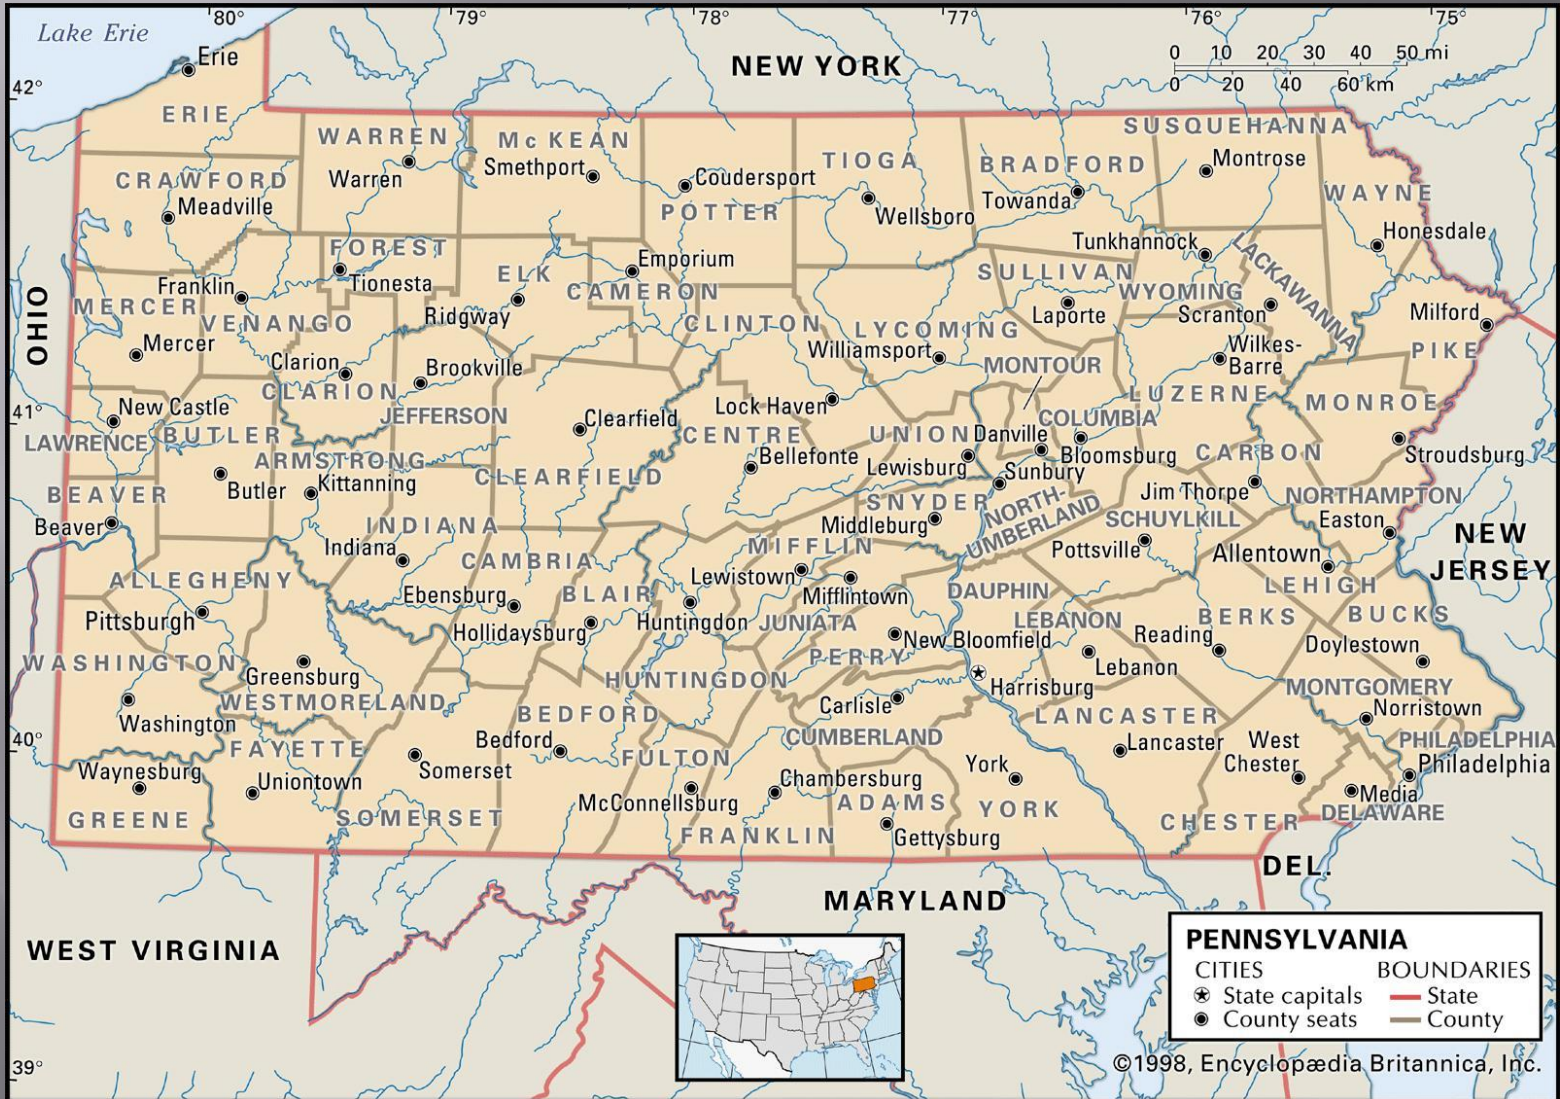 80°
79°
78°
77°
76°
75°
Lake Erie
Erie
NEW YORK
0 10 20 30 40 50 mi
0 20 40 60 km
42°
ERIE
WARREN
Warren
McKEAN
Smethport
Coudersport
POTTER
TIOGA
Wellsboro
BRADFORD
Towanda
SUSQUEHANNA
Montrose
WAYNE
Honesdale
CRAWFORD
Meadville
FOREST
Tionesta
ELK
Ridgway
Emporium
CAMERON
Tunkhannock
LACKAWANNA
SULLIVAN
Laporte
WYOMING
Scranton
Milford
PIKE
OHIO
Franklin
MERCER
VENANGO
Mercer
CLINTON
LYCOMING
Williamsport
MONTOUR
Wilkes-
Barre
LUZERNE
Clarion
CLARION
Brookville
JEFFERSON
Lock Haven
MONROE
Stroudsburg
41°
New Castle
LAWRENCE
BUTLER
Butler
ARMSTRONG
Kittanning
Clearfield
CLEARFIELD
CENTRE
Bellefonte
UNION
Danville
Lewisburg
COLUMBIA
Bloomsburg
Sunbury
CARBON
Jim Thorpe
NORTHAMPTON
Easton
BEAVER
Beaver
INDIANA
Indiana
SNYDER
Middleburg
NORTH-
UMBERLAND
SCHUYLKILL
Pottsville
Allentown
LEHIGH
NEW
JERSEY
ALLEGHENY
Pittsburgh
CAMBRIA
Ebensburg
Hollidaysburg
BLAIR
Huntingdon
MIFFLIN
Lewistown
Mifflintown
JUNIATA
DAUPHIN
LEBANON
Lebanon
BERKS
Reading
BUCKS
Doylestown
WASHINGTON
Washington
Greensburg
WESTMORELAND
HUNTINGDON
PERRY
New Bloomfield
Harrisburg
Carlisle
CUMBERLAND
LANCASTER
Lancaster
MONTGOMERY
Norristown
40°
Waynesburg
GREENE
FAYETTE
Uniontown
Somerset
SOMERSET
BEDFORD
Bedford
FULTON
McConnellsburg
Chambersburg
FRANKLIN
ADAMS
Gettysburg
York
YORK
West
Chester
CHESTER
PHILADELPHIA
Philadelphia
Media
DELAWARE
DEL.
MARYLAND
WEST VIRGINIA
39°
PENNSYLVANIA
CITIES
State capitals
County seats
BOUNDARIES
State
County
©1998, Encyclopædia Britannica, Inc.